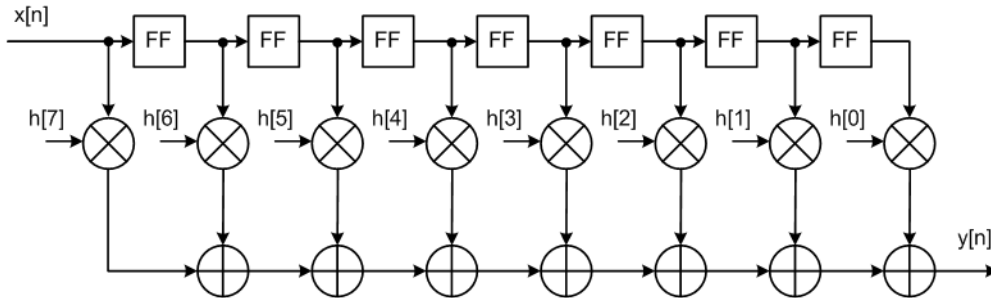 x[n]
FF FF FF FF FF FF FF
h[7] h[6] h[5] h[4] h[3] h[2] h[1] h[0]
y[n]